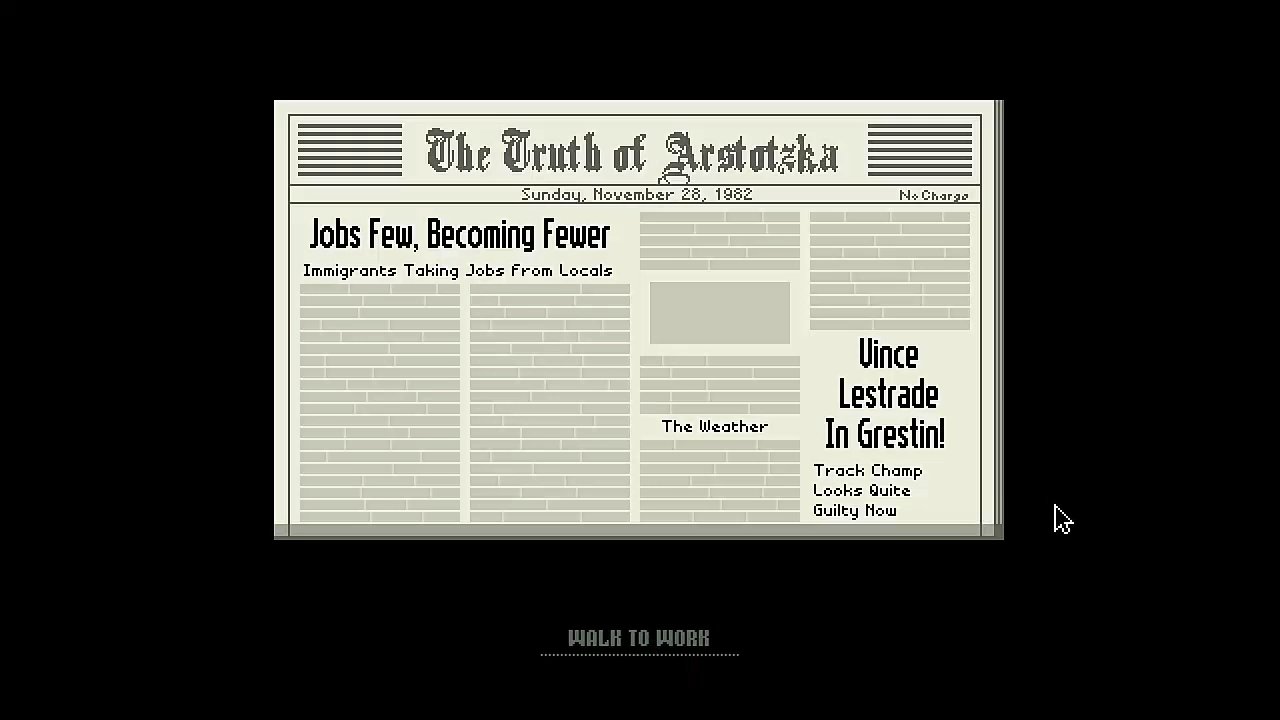 The Truth of Arstotzka
Sunday, November 28, 1982
No Charge
Jobs Few, Becoming Fewer
Immigrants Taking Jobs From Locals
The Weather
Vince
Lestrade
In Grestin!
Track Champ
Looks Quite
Guilty Now
WALK TO WORK